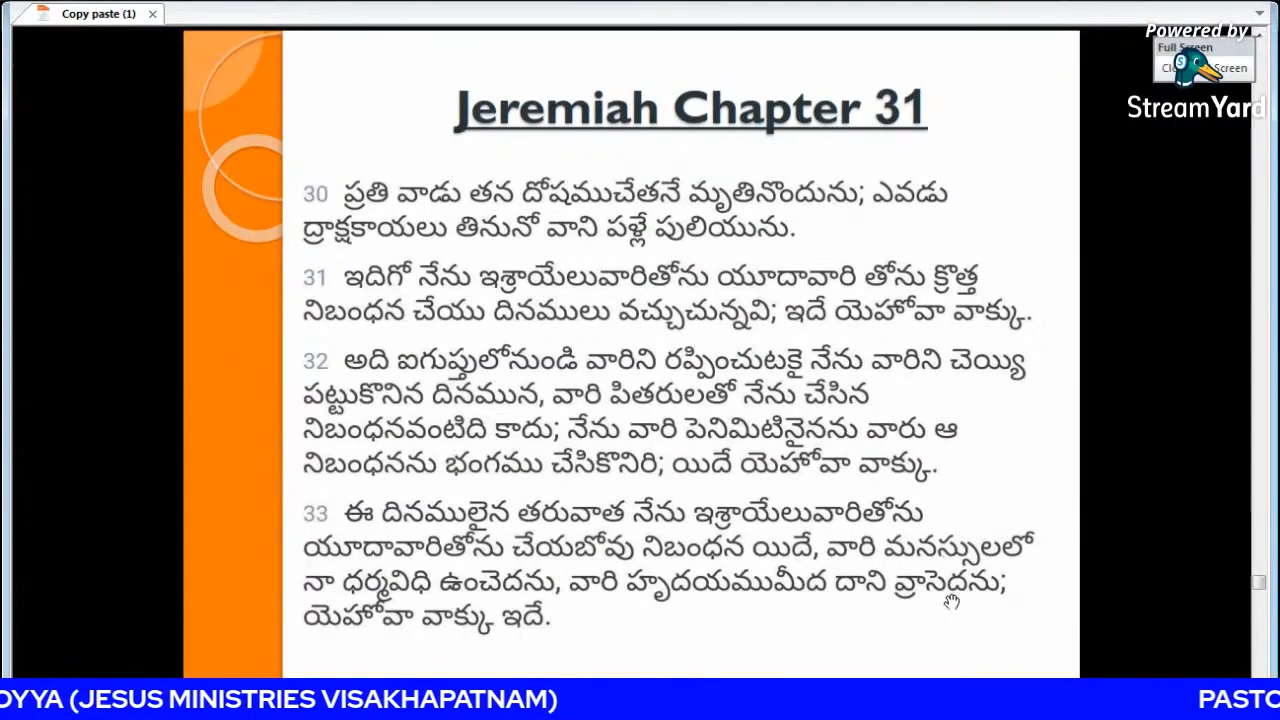 Copy paste (1)
Powered by
Full Screen
Screen
StreamYard
Jeremiah Chapter 31
30 ప్రతి వాడు తన దోషముచేతనే మృతినొందును; ఎవడు
ద్రాక్షకాయలు తినునో వాని పళ్లే పులియును.
31 ఇదిగో నేను ఇశ్రాయేలువారితోను యూదావారి తోను క్రొత్త
నిబంధన చేయు దినములు వచ్చుచున్నవి; ఇదే యెహోవా వాక్కు.
32 అది ఐగుప్తులోనుండి వారిని రప్పించుటకై నేను వారిని చెయ్యి
పట్టుకొనిన దినమున, వారి పితరులతో నేను చేసిన
నిబంధనవంటిది కాదు; నేను వారి పెనిమిటినైనను వారు ఆ
నిబంధనను భంగము చేసికొనిరి; యిదే యెహోవా వాక్కు.
33 ఈ దినములైన తరువాత నేను ఇశ్రాయేలువారితోను
యూదావారితోను చేయబోవు నిబంధన యిదే, వారి మనస్సులలో
నా ధర్మవిధి ఉంచెదను, వారి హృదయముమీద దాని వ్రాసెదను;
యెహోవా వాక్కు ఇదే.
OYYA (JESUS MINISTRIES VISAKHAPATNAM) PASTO